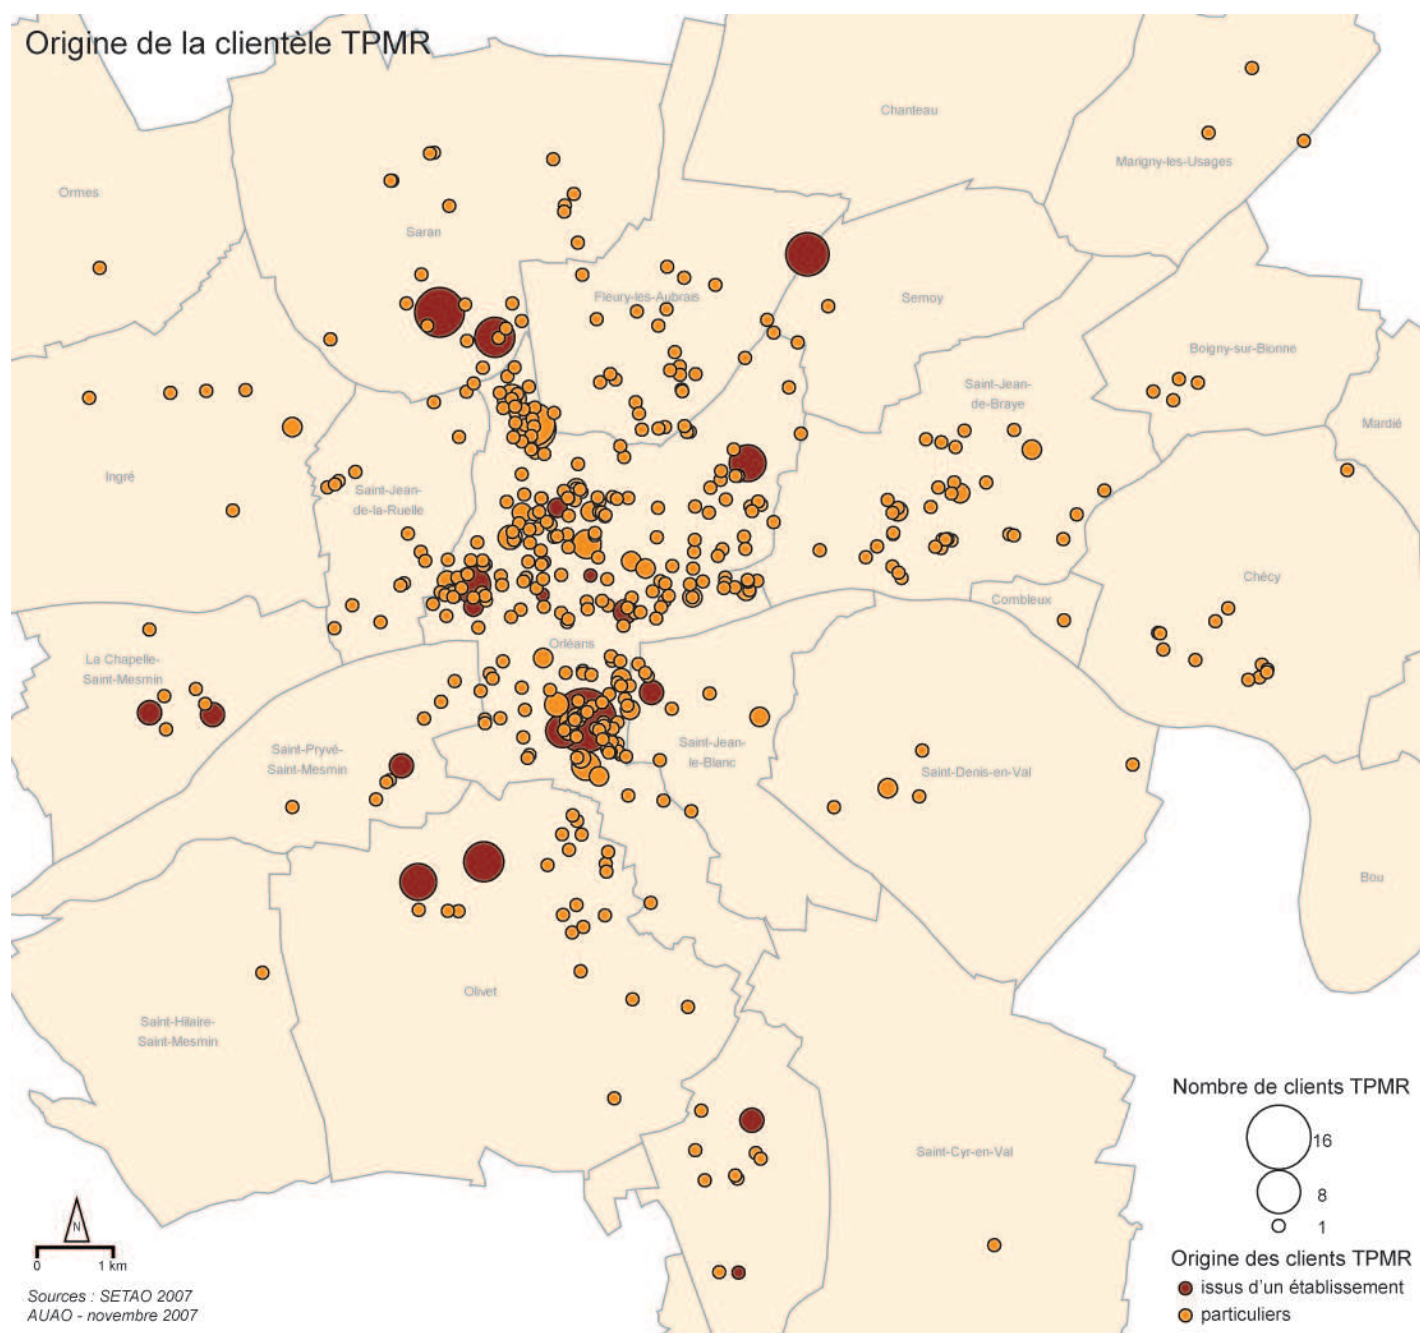 Origine de la clientèle TPMR
Chanteau
Marigny-les-Usages
Ormes
Saran
Fleury-les-Aubrais
Semoy
Boigny-sur-Bionne
Saint-Jean-
de-Braye
Mardié
Ingré
Saint-Jean-
de-la-Ruelle
Chécy
Combleux
Orléans
La Chapelle-
Saint-Mesmin
Saint-Pryvé-
Saint-Mesmin
Saint-Jean-
le-Blanc
Saint-Denis-en-Val
Bou
Olivet
Saint-Hilaire-
Saint-Mesmin
Saint-Cyr-en-Val
Nombre de clients TPMR
16
8
1
Origine des clients TPMR
issus d'un établissement
particuliers
N
0 1 km
Sources : SETAO 2007
AUAO - novembre 2007